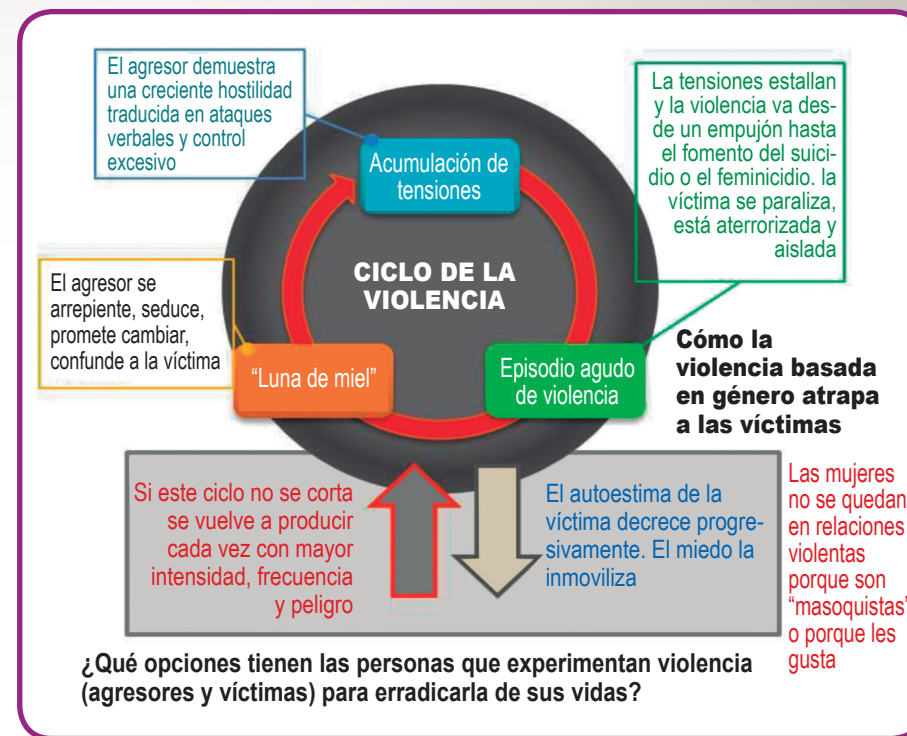 El agresor demuestra
una creciente hostilidad
traducida en ataques
verbales y control
excesivo
La tensiones estallan
y la violencia va des-
de un empujón hasta
el fomento del suici-
dio o el feminicidio. la
víctima se paraliza,
está aterrorizada y
aislada
Acumulación de
tensiones
CICLO DE LA
VIOLENCIA
El agresor se
arrepiente, seduce,
promete cambiar,
confunde a la víctima
“Luna de miel”
Episodio agudo
de violencia
Cómo la
violencia basada
en género atrapa
a las víctimas
Si este ciclo no se corta
se vuelve a producir
cada vez con mayor
intensidad, frecuencia
y peligro
El autoestima de la
víctima decrece progre-
sivamente. El miedo la
inmoviliza
Las mujeres
no se quedan
en relaciones
violentas
porque son
“masoquistas”
o porque les
gusta
¿Qué opciones tienen las personas que experimentan violencia
(agresores y víctimas) para erradicarla de sus vidas?